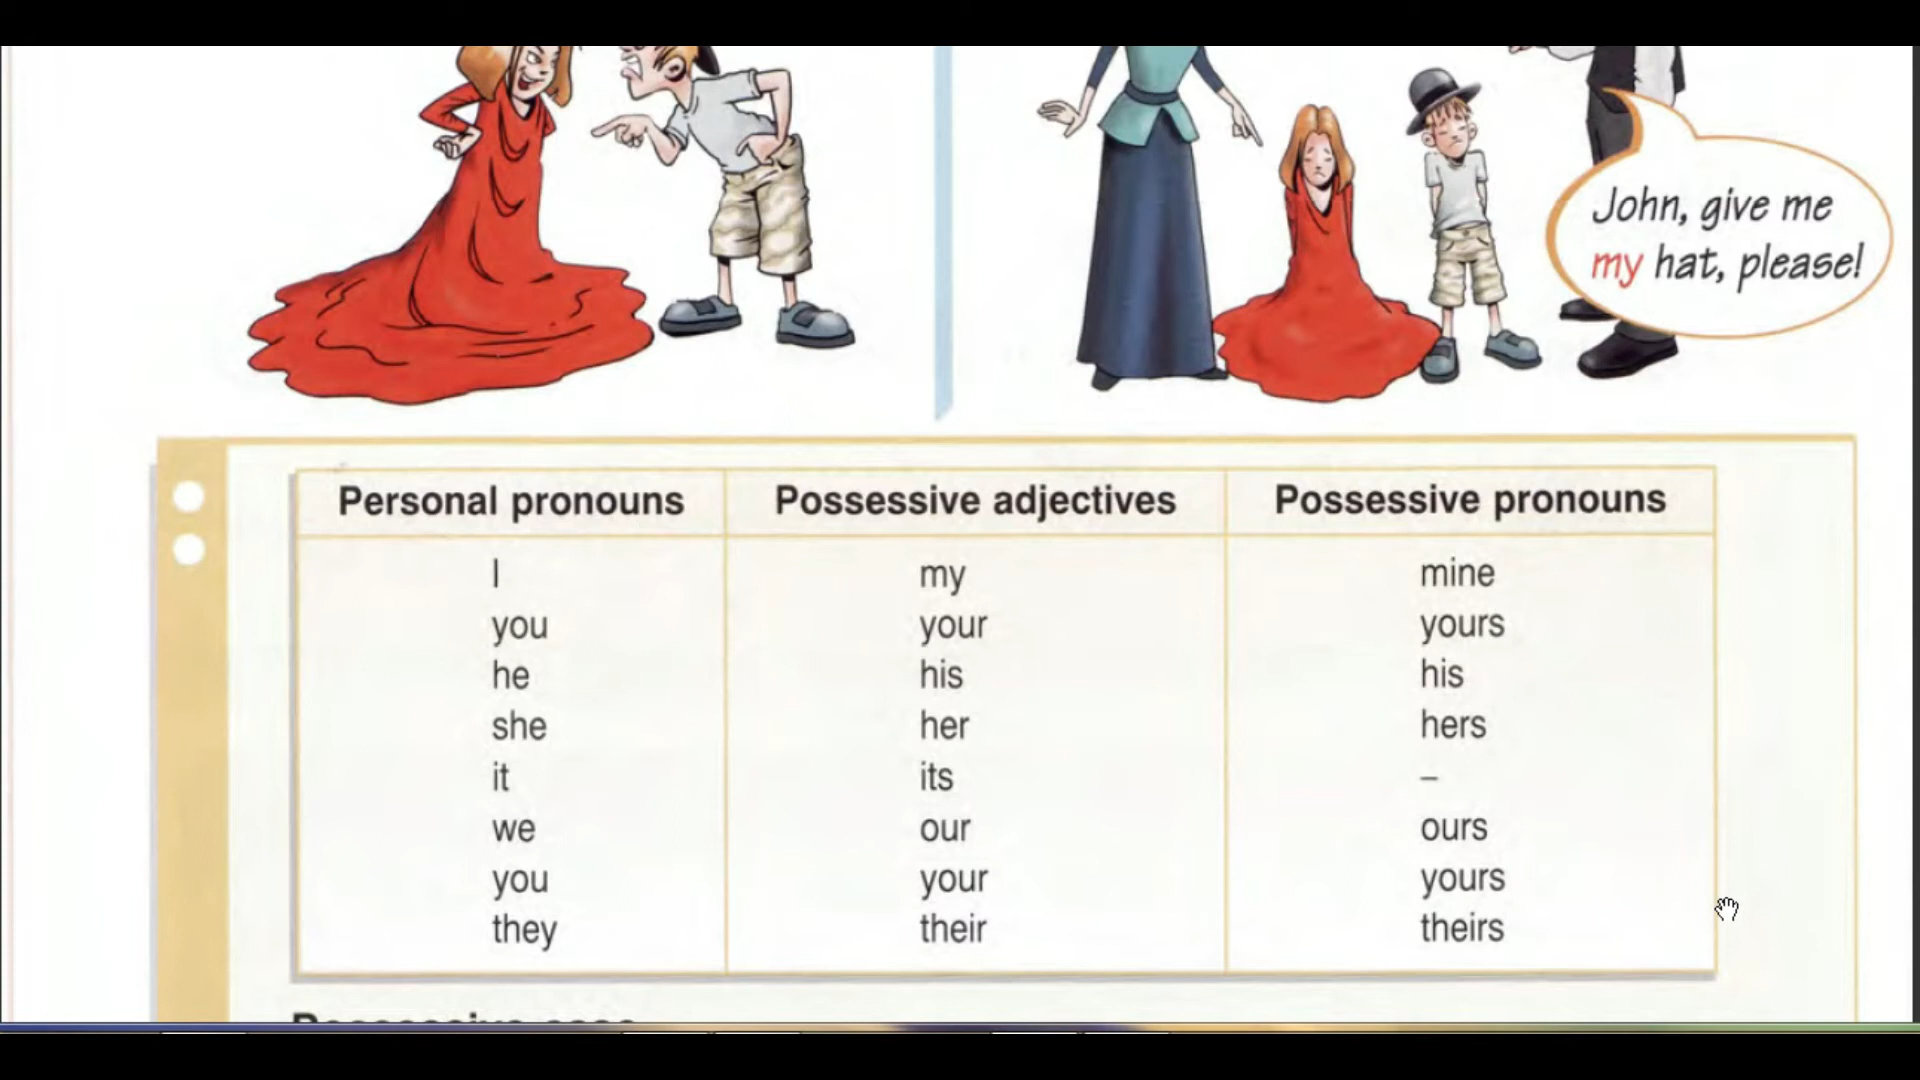 John, give me
my hat, please!
Personal pronouns Possessive adjectives Possessive pronouns
I my mine
you your yours
he his his
she her hers
it its –
we our ours
you your yours
they their theirs